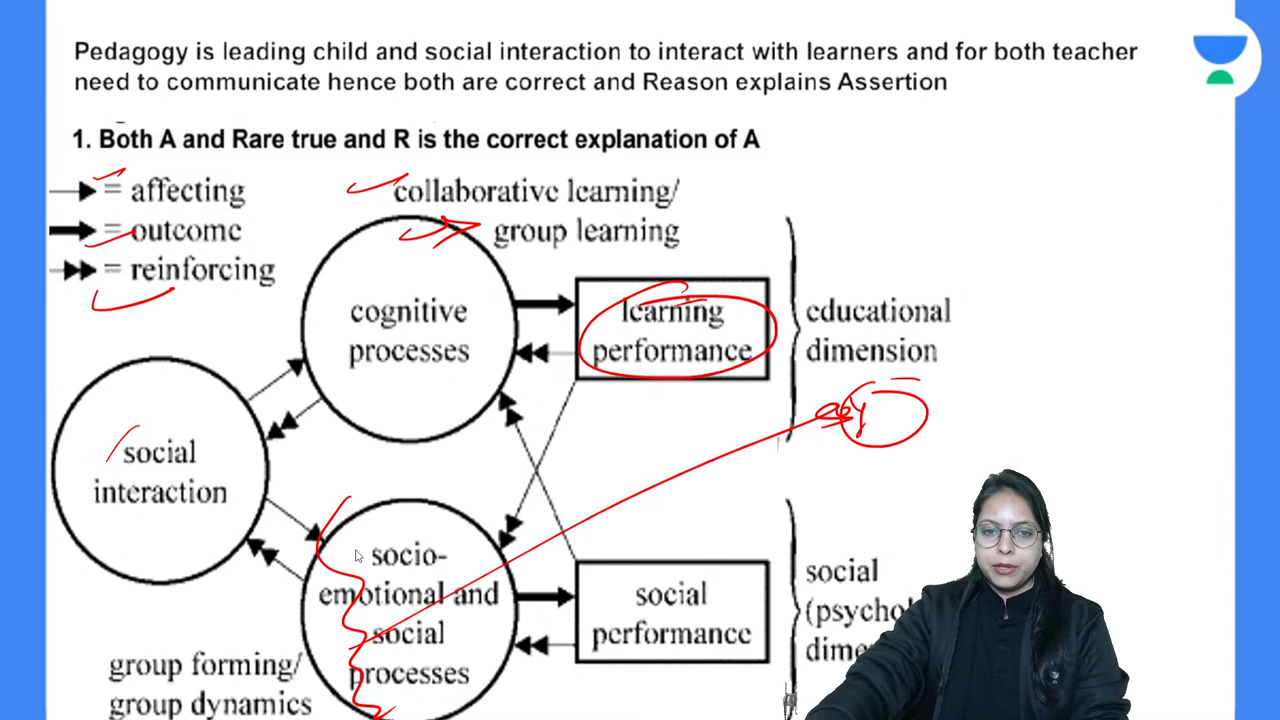 Pedagogy is leading child and social interaction to interact with learners and for both teacher
need to communicate hence both are correct and Reason explains Assertion
1. Both A and Rare true and R is the correct explanation of A
= affecting
= outcome
= reinforcing
collaborative learning/
group learning
cognitive
processes
learning
performance
educational
dimension
social
interaction
socio-
emotional and
social
processes
social
performance
social
group forming/
group dynamics